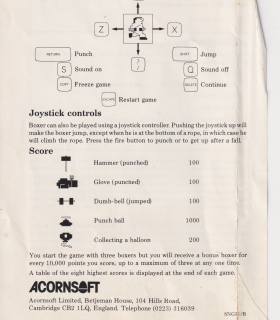 Z X
?
RETURN Punch SHIFT Jump
S Sound on Q Sound off
COPY Freeze game DELETE Continue
ESCAPE Restart game
Joystick controls
Boxer can also be played using a joystick controller. Pushing the joystick up will
make the boxer jump, except when he is at the bottom of a rope, in which case he
will climb the rope. Press the fire button to punch or to get up after a fall.
Score
Hammer (punched) 100
Glove (punched) 100
Dumb-bell (jumped) 100
Punch ball 1000
Collecting a balloon 200
You start the game with three boxers but you will receive a bonus boxer for
every 10,000 points you score, up to a maximum of three at any one time.
A table of the eight highest scores is displayed at the end of each game.
ACORNSOFT
Acornsoft Limited, Betjeman House, 104 Hills Road,
Cambridge CB2 1LQ, England. Telephone (0223) 316039